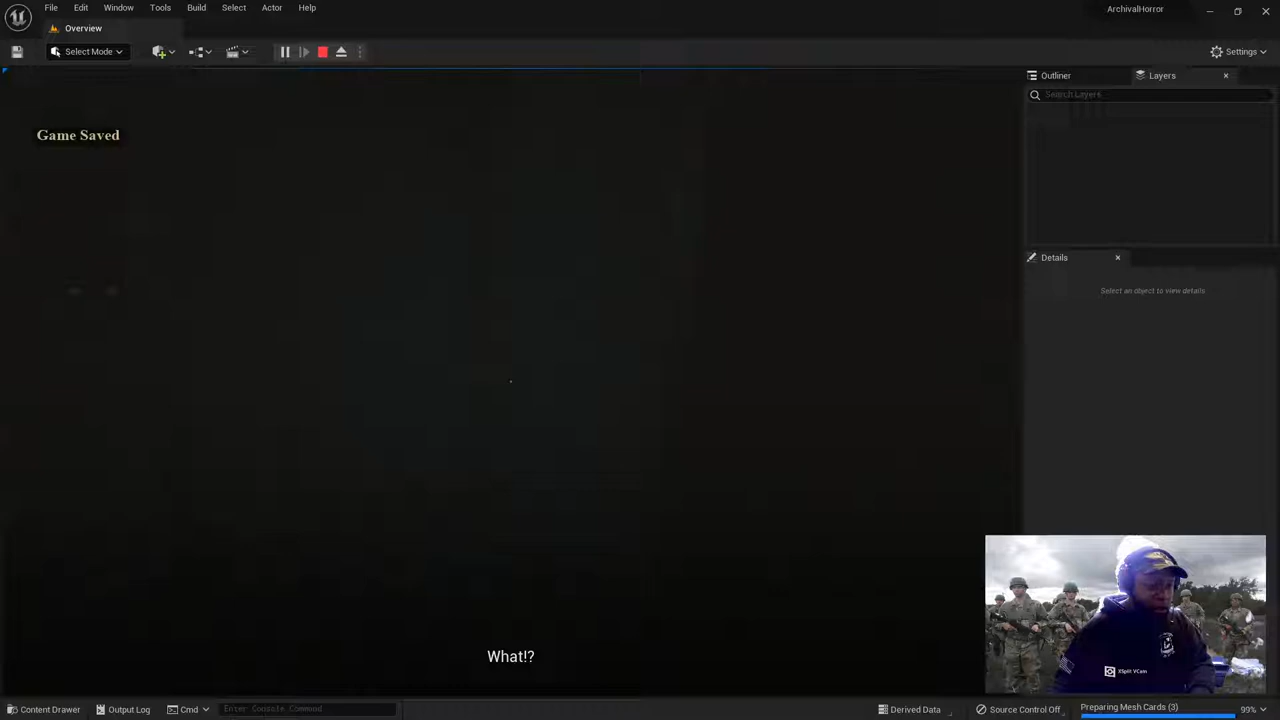 File Edit Window Tools Build Select Actor Help
ArchivalHorror
Overview
Select Mode
Settings
Outliner
Layers
Search Layers
Game Saved
Details
Select an object to view details
What!?
XSplit VCam
Content Drawer
Output Log
Cmd
Enter Console Command
Derived Data
Source Control Off
Preparing Mesh Cards (3)
99%